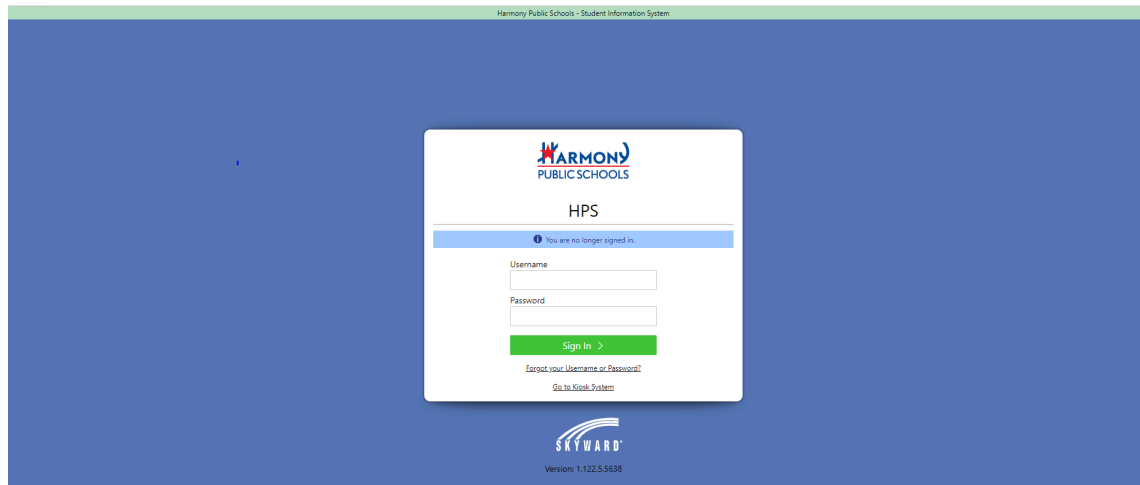 Harmony Public Schools - Student Information System
HARMONY
PUBLIC SCHOOLS
HPS
You are no longer signed in.
Username
Password
Sign In
Forgot your Username or Password?
Go to Kiosk System
SKYWARD
Version: 1.122.5.5638